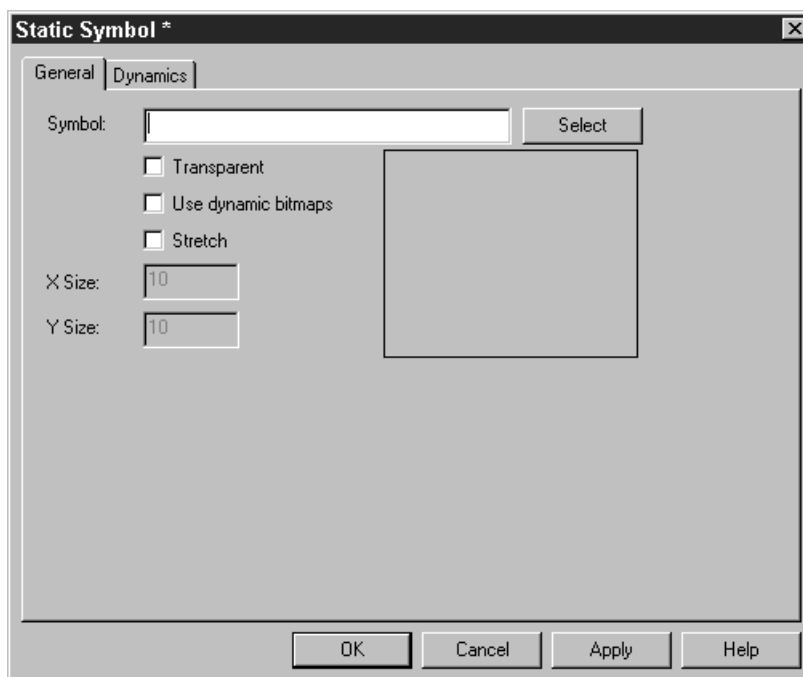 Static Symbol *
General Dynamics
Symbol: Select
Transparent
Use dynamic bitmaps
Stretch
X Size: 10
Y Size: 10
OK Cancel Apply Help